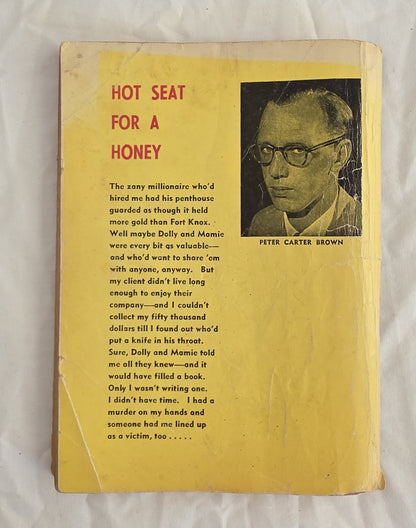 HOT SEAT
FOR A
HONEY
The zany millionaire who'd
hired me had his penthouse
guarded as though it held
more gold than Fort Knox.
Well maybe Dolly and Mamie
were every bit as valuable—
and who'd want to share 'em
with anyone, anyway. But
my client didn't live long
enough to enjoy their
company—and I couldn't
collect my fifty thousand
dollars till I found out who'd
put a knife in his throat.
Sure, Dolly and Mamie told
me all they knew—and it
would have filled a book.
Only I wasn't writing one.
I didn't have time. I had a
murder on my hands and
someone had me lined up
as a victim, too . . . . .
PETER CARTER BROWN